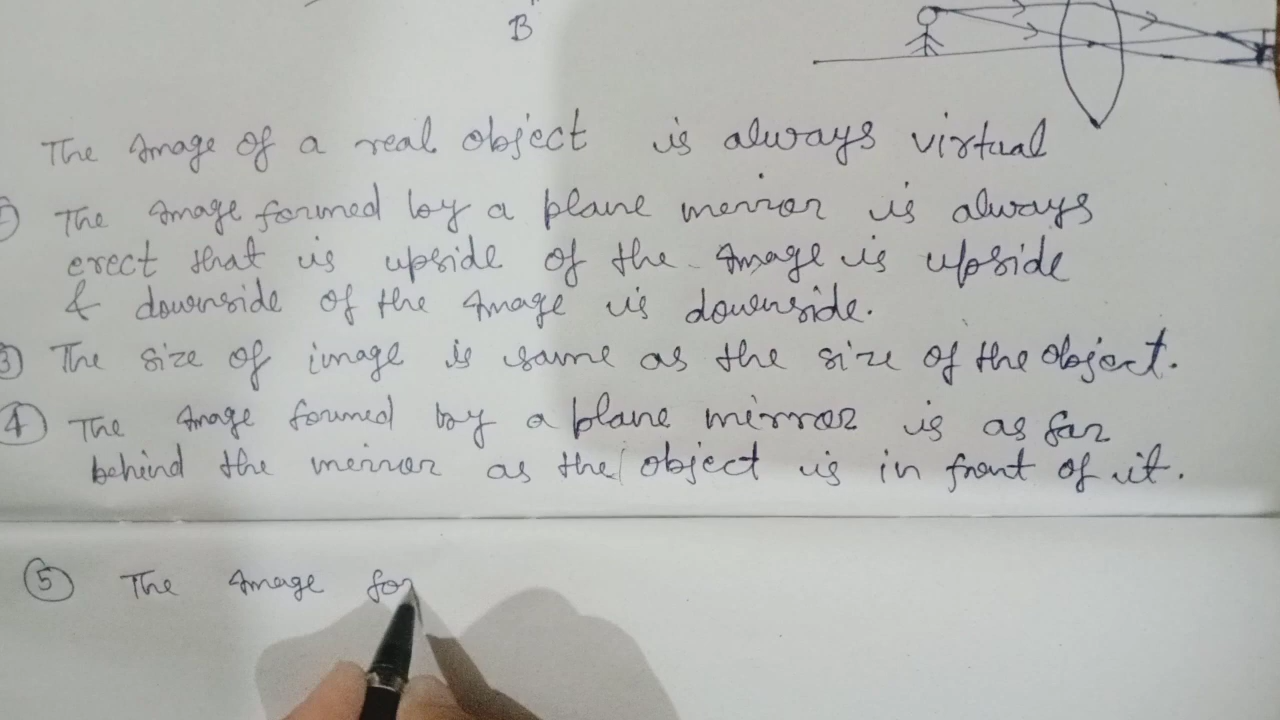 B
The Image of a real object is always virtual
The Image formed by a plane mirror is always
erect that is upside of the Image is upside
& downside of the Image is downside.
③ The size of image is same as the size of the object.
④ The Image formed by a plane mirror is as far
behind the mirror as the object is in front of it.
⑤ The Image for